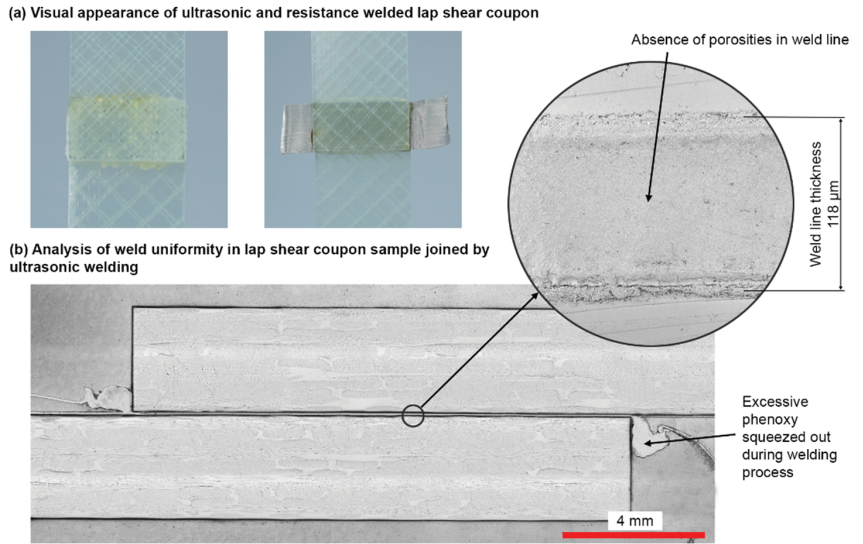 (a) Visual appearance of ultrasonic and resistance welded lap shear coupon
Absence of porosities in weld line
Weld line thickness
118 µm
(b) Analysis of weld uniformity in lap shear coupon sample joined by
ultrasonic welding
Excessive
phenoxy
squeezed out
during welding
process
4 mm